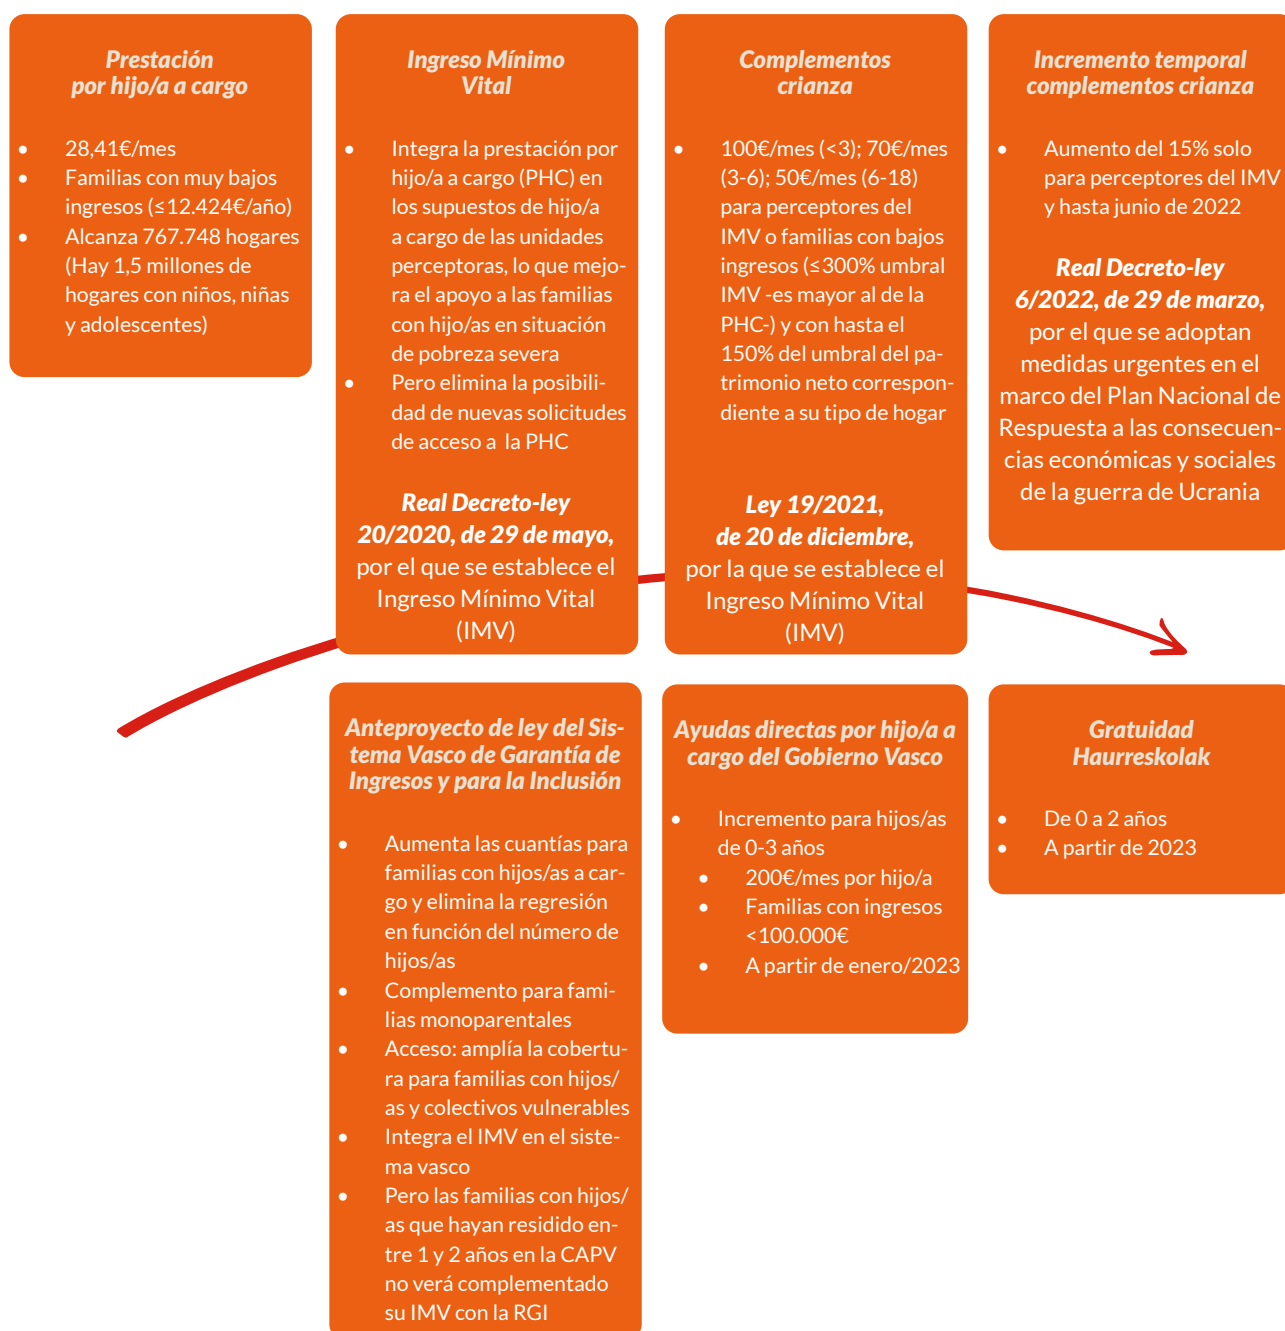 Prestación
por hijo/a a cargo
• 28,41€/mes
• Familias con muy bajos
ingresos (≤12.424€/año)
• Alcanza 767.748 hogares
(Hay 1,5 millones de
hogares con niños, niñas
y adolescentes)
Ingreso Mínimo
Vital
• Integra la prestación por
hijo/a a cargo (PHC) en
los supuestos de hijo/a
a cargo de las unidades
perceptoras, lo que mejo-
ra el apoyo a las familias
con hijo/as en situación
de pobreza severa
• Pero elimina la posibili-
dad de nuevas solicitudes
de acceso a la PHC
Real Decreto-ley
20/2020, de 29 de mayo,
por el que se establece el
Ingreso Mínimo Vital
(IMV)
Complementos
crianza
• 100€/mes (<3); 70€/mes
(3-6); 50€/mes (6-18)
para perceptores del
IMV o familias con bajos
ingresos (≤300% umbral
IMV -es mayor al de la
PHC-) y con hasta el
150% del umbral del pa-
trimonio neto correspon-
diente a su tipo de hogar
Ley 19/2021,
de 20 de diciembre,
por la que se establece el
Ingreso Mínimo Vital
(IMV)
Incremento temporal
complementos crianza
• Aumento del 15% solo
para perceptores del IMV
y hasta junio de 2022
Real Decreto-ley
6/2022, de 29 de marzo,
por el que se adoptan
medidas urgentes en el
marco del Plan Nacional de
Respuesta a las consecuen-
cias económicas y sociales
de la guerra de Ucrania
Anteproyecto de ley del Sis-
tema Vasco de Garantía de
Ingresos y para la Inclusión
• Aumenta las cuantías para
familias con hijos/as a car-
go y elimina la regresión
en función del número de
hijos/as
• Complemento para fami-
lias monoparentales
• Acceso: amplía la cobertu-
ra para familias con hijos/
as y colectivos vulnerables
• Integra el IMV en el siste-
ma vasco
• Pero las familias con hijos/
as que hayan residido en-
tre 1 y 2 años en la CAPV
no verá complementado
su IMV con la RGI
Ayudas directas por hijo/a a
cargo del Gobierno Vasco
• Incremento para hijos/as
de 0-3 años
• 200€/mes por hijo/a
• Familias con ingresos
<100.000€
• A partir de enero/2023
Gratuidad
Haurreskolak
• De 0 a 2 años
• A partir de 2023